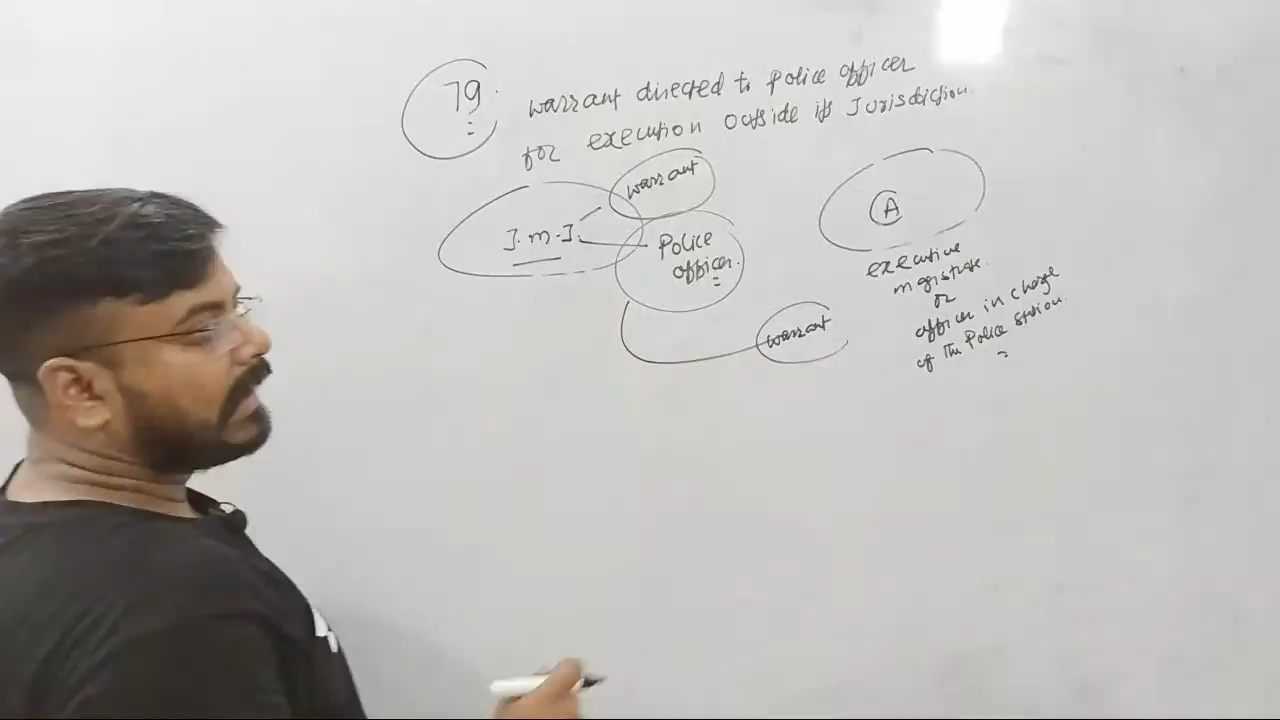 79. warrant directed to police officer
for execution outside its Jurisdiction.
warrant
J.M.I.
Police
officer.
warrant
A
executive
magistrate.
or
officer in charge
of the Police station.